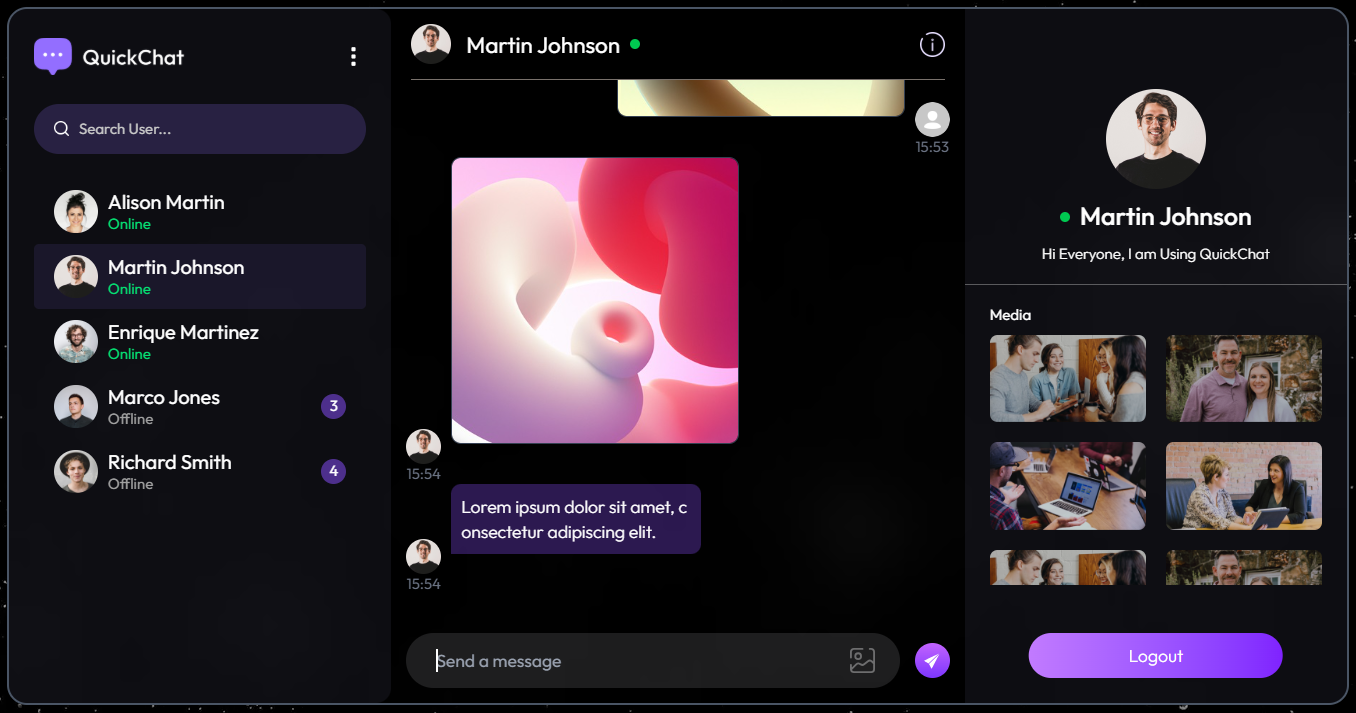 QuickChat
Search User...
Alison Martin
Online
Martin Johnson
Online
Enrique Martinez
Online
Marco Jones
Offline
3
Richard Smith
Offline
4
Martin Johnson
15:53
15:54
Lorem ipsum dolor sit amet, c
onsectetur adipiscing elit.
15:54
Send a message
Martin Johnson
Hi Everyone, I am Using QuickChat
Media
Logout